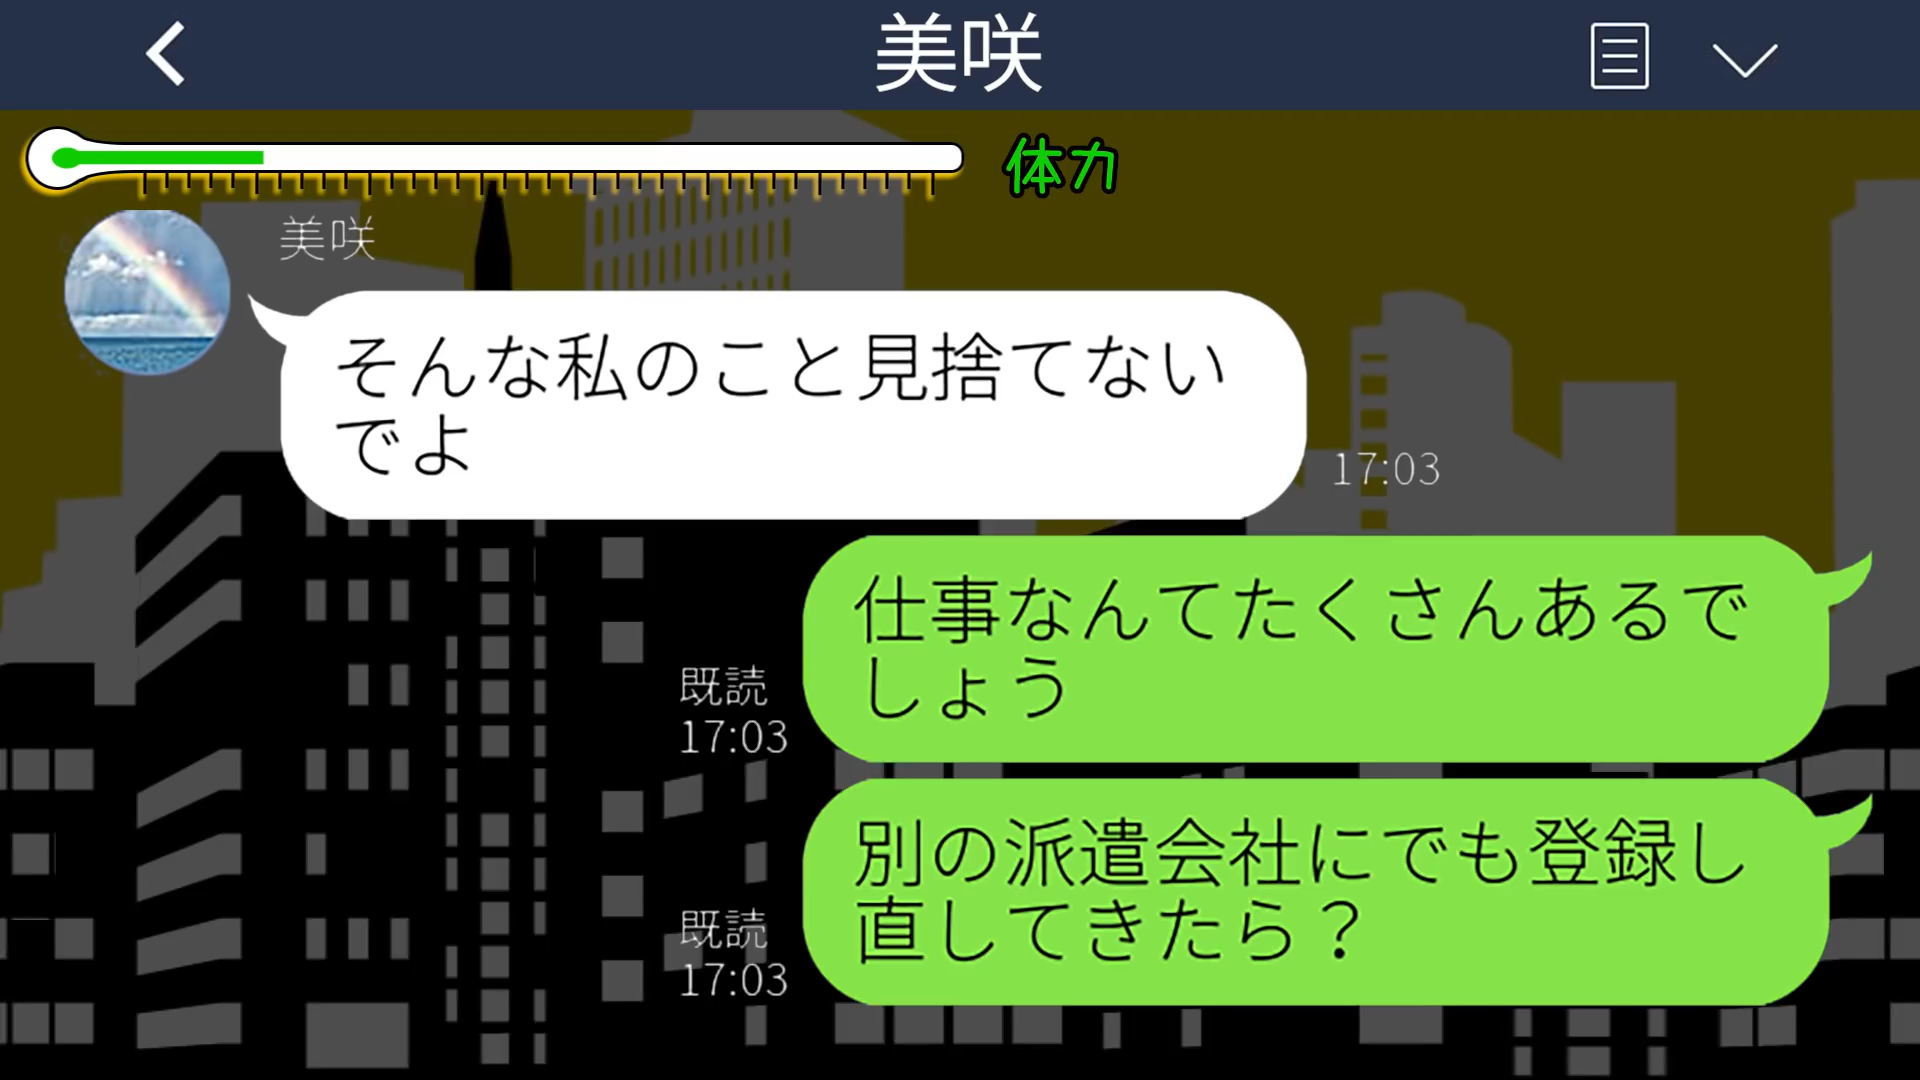 美咲
体力
美咲
そんな私のこと見捨てない
でよ
17:03
仕事なんてたくさんあるで
しょう
既読
17:03
別の派遣会社にでも登録し
直してきたら？
既読
17:03